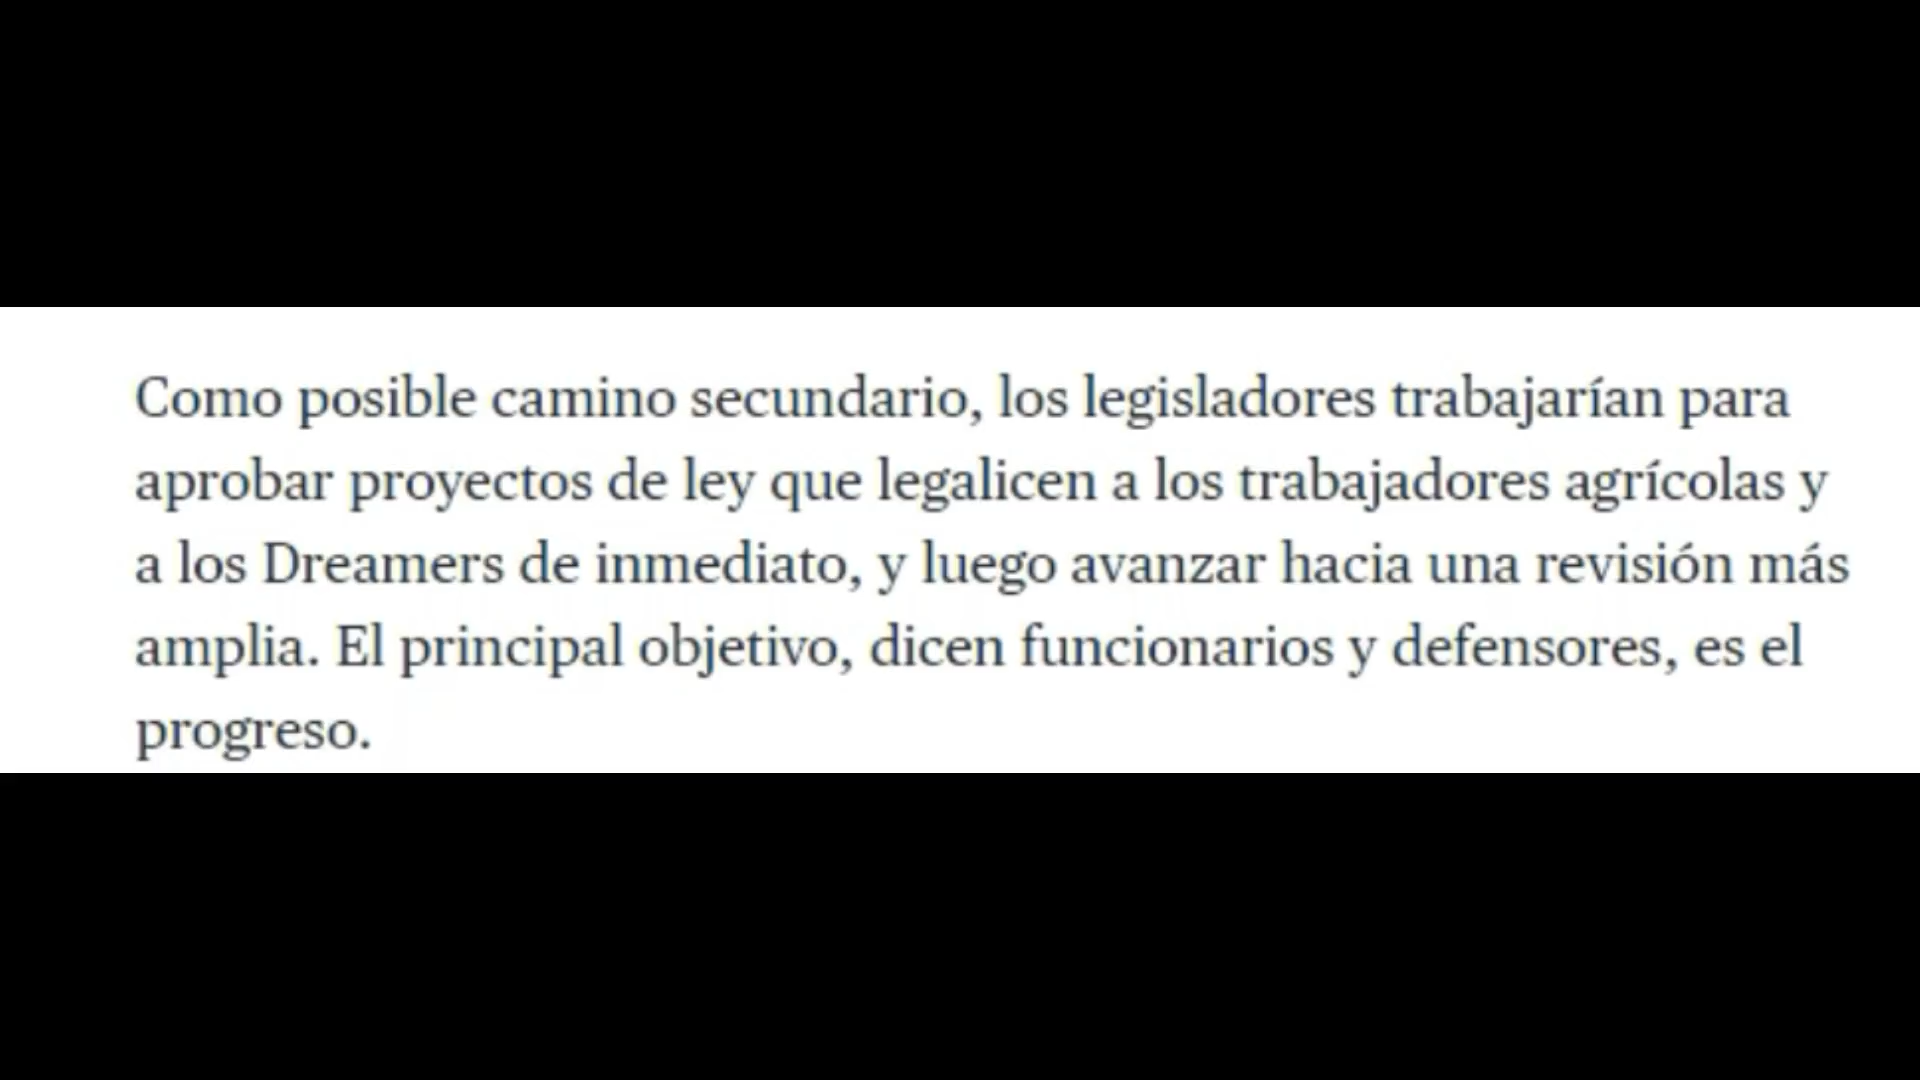 Como posible camino secundario, los legisladores trabajarían para
aprobar proyectos de ley que legalicen a los trabajadores agrícolas y
a los Dreamers de inmediato, y luego avanzar hacia una revisión más
amplia. El principal objetivo, dicen funcionarios y defensores, es el
progreso.